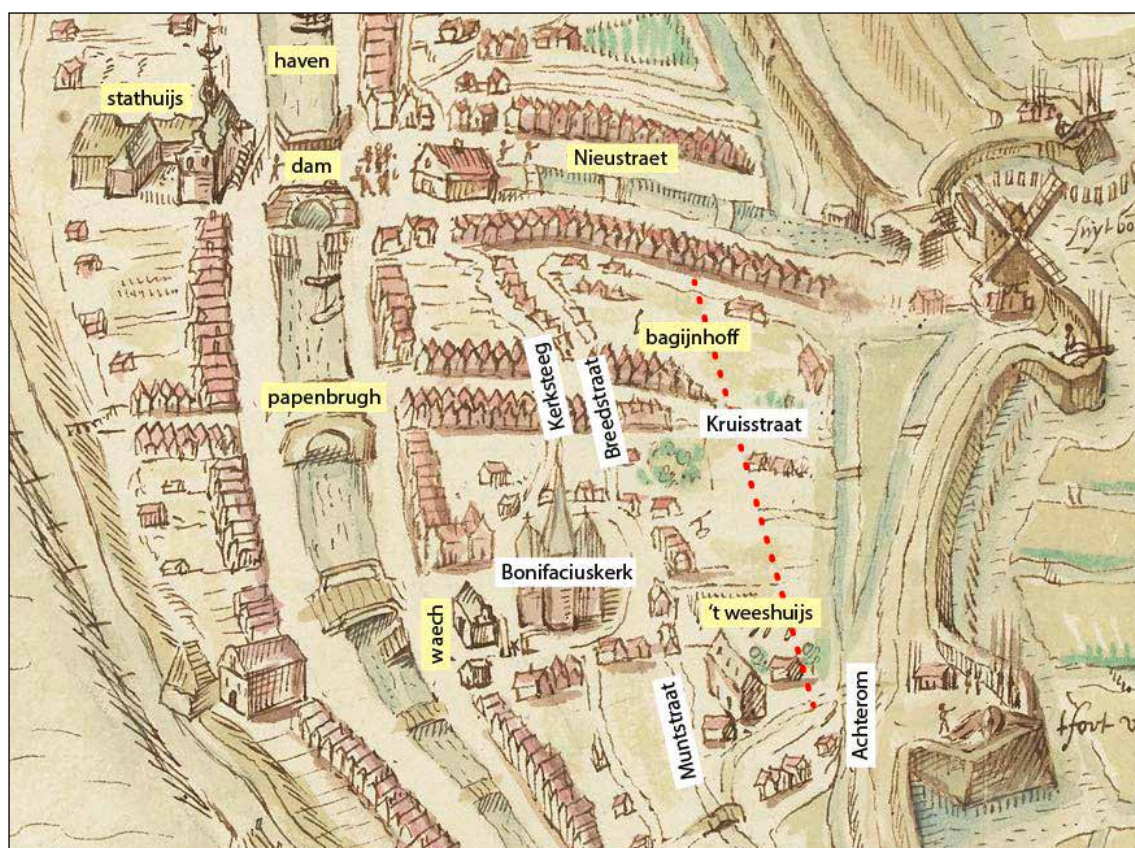 haven
stathuijs
dam
Nieustraet
bagijnhoff
Kerksteeg
Breedstraat
papenbrugh
Kruisstraat
Bonifaciuskerk
't weeshuijs
waech
Muntstraat
Achterom